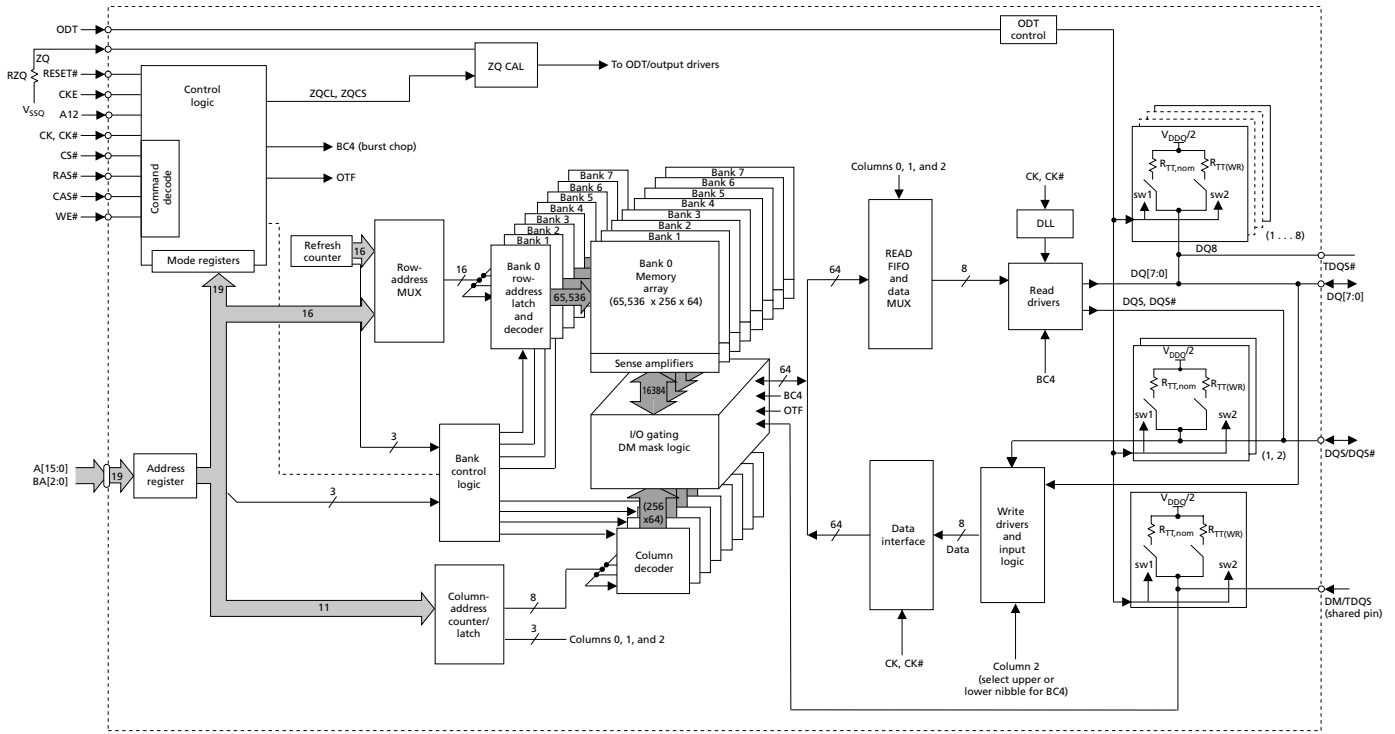 ODT
ODT
control
ZQ
RZQ
VSSQ
RESET#
CKE
A12
CK, CK#
CS#
RAS#
CAS#
WE#
Control
logic
Command
decode
Mode registers
ZQ CAL
To ODT/output drivers
ZQCL, ZQCS
BC4 (burst chop)
OTF
Refresh
counter
16
Row-
address
MUX
16
19
16
Bank 7
Bank 6
Bank 5
Bank 4
Bank 3
Bank 2
Bank 1
Bank 0
row-
address
latch
and
decoder
65,536
Bank 7
Bank 6
Bank 5
Bank 4
Bank 3
Bank 2
Bank 1
Bank 0
Memory
array
(65,536 x 256 x 64)
Sense amplifiers
16384
I/O gating
DM mask logic
64
BC4
OTF
(256
x64)
Column
decoder
3
Bank
control
logic
3
A[15:0]
BA[2:0]
19
Address
register
11
Column-
address
counter/
latch
8
3
Columns 0, 1, and 2
Columns 0, 1, and 2
64
READ
FIFO
and
data
MUX
8
CK, CK#
DLL
Read
drivers
BC4
DQ8
DQ[7:0]
DQS, DQS#
VDDQ/2
RTT,nom
RTT(WR)
sw1
sw2
(1 . . . 8)
TDQS#
DQ[7:0]
VDDQ/2
RTT,nom
RTT(WR)
sw1
sw2
(1, 2)
DQS/DQS#
VDDQ/2
RTT,nom
RTT(WR)
sw1
sw2
DM/TDQS
(shared pin)
64
Data
interface
8
Data
Write
drivers
and
input
logic
CK, CK#
Column 2
(select upper or
lower nibble for BC4)